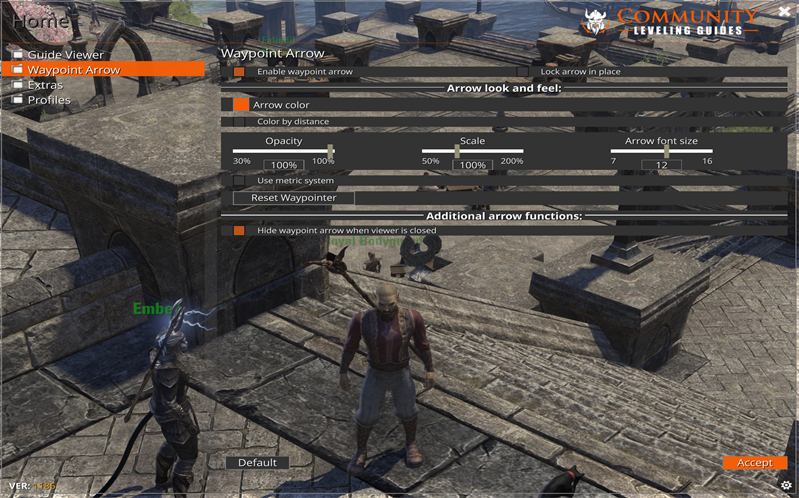 Home
COMMUNITY
LEVELING GUIDES
Guide Viewer
Waypoint Arrow
Extras
Profiles
Waypoint Arrow
Enable waypoint arrow
Lock arrow in place
Arrow look and feel:
Arrow color
Color by distance
Opacity
Scale
Arrow font size
30% 100% 100%
50% 100% 200%
7 12 16
Use metric system
Reset Waypointer
Additional arrow functions:
Hide waypoint arrow when viewer is closed
Ember
Default
Accept
VER: